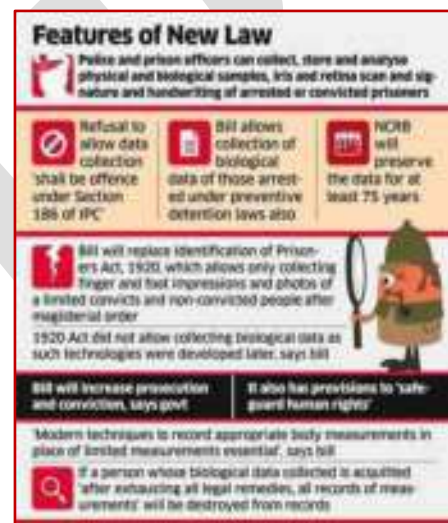 Features of New Law
Police and prison officers can collect, store and analyse
physical and biological samples, iris and retina scan and sig-
nature and handwriting of arrested or convicted prisoners
Refusal to
allow data
collection
'shall be offence
under Section
186 of IPC'
Bill allows
collection of
biological
data of those arrest-
ed under preventive
detention laws also
NCRB
will
preserve
the data for at
least 75 years
Bill will replace Identification of Prison-
ers Act, 1920, which allows only collecting
finger and foot impressions and photos of
a limited convicts and non-convicted people after
magisterial order
1920 Act did not allow collecting biological data as
such technologies were developed later, says bill
Bill will increase prosecution
and conviction, says govt
It also has provisions to 'safe-
guard human rights'
'Modern techniques to record appropriate body measurements in
place of limited measurements essential', says bill
If a person whose biological data collected is acquitted
'after exhausting all legal remedies, all records of meas-
urements' will be destroyed from records